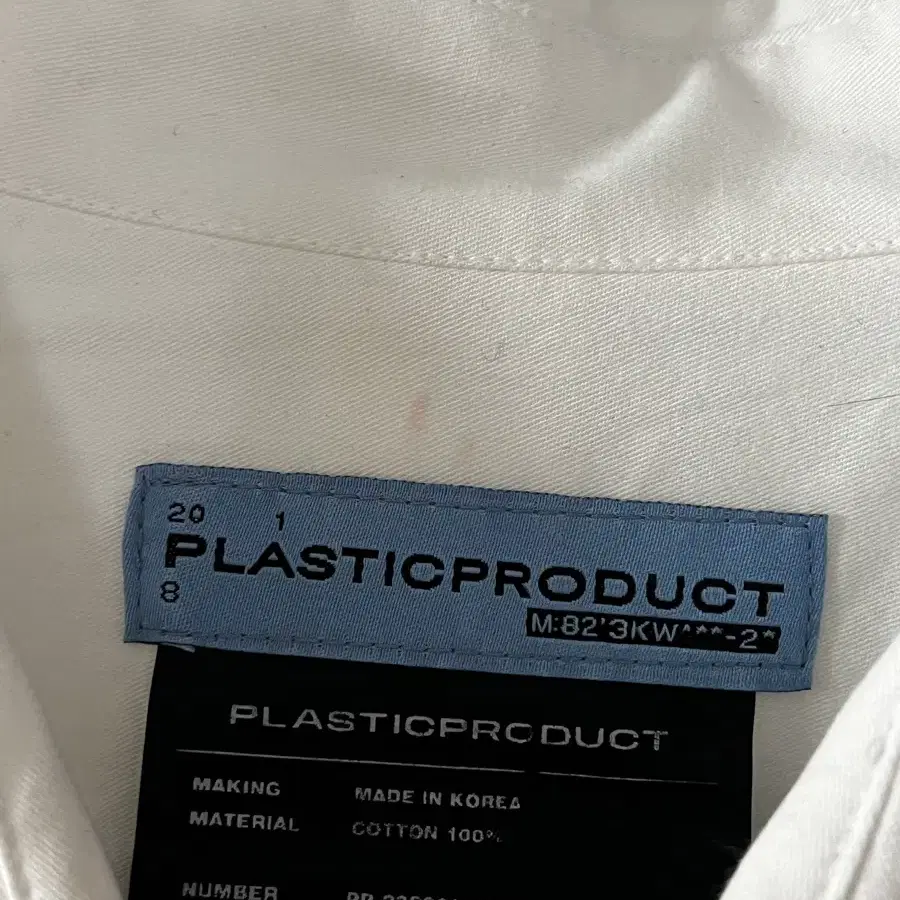 20 1
PLASTICPRODUCT
8
M:82'3KW***-2*
PLASTICPRODUCT
MAKING MADE IN KOREA
MATERIAL COTTON 100%
NUMBER